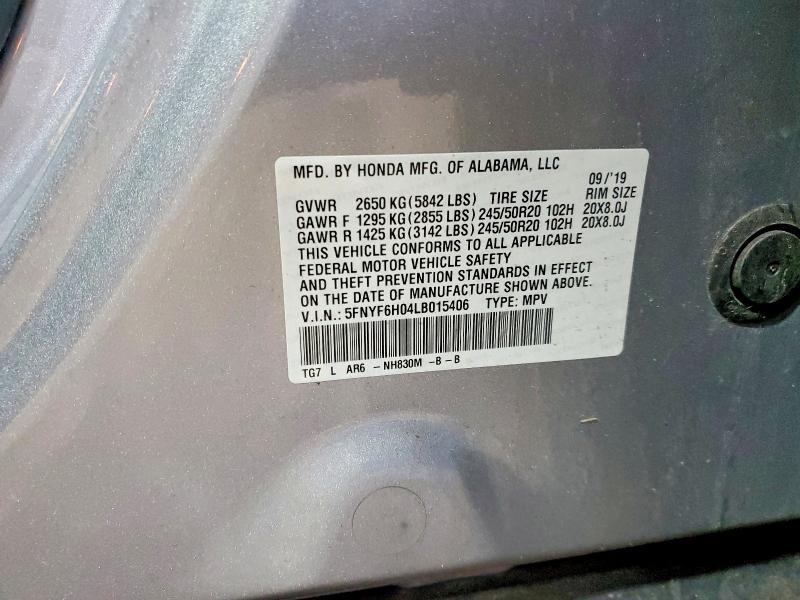 MFD. BY HONDA MFG. OF ALABAMA, LLC
09/'19
GVWR 2650 KG(5842 LBS) TIRE SIZE RIM SIZE
GAWR F 1295 KG(2855 LBS) 245/50R20 102H 20X8.0J
GAWR R 1425 KG(3142 LBS) 245/50R20 102H 20X8.0J
THIS VEHICLE CONFORMS TO ALL APPLICABLE
FEDERAL MOTOR VEHICLE SAFETY
AND THEFT PREVENTION STANDARDS IN EFFECT
ON THE DATE OF MANUFACTURE SHOWN ABOVE.
V.I.N.: 5FNYF6H04LB015406 TYPE: MPV
TG7 L AR6 -NH830M -B-B